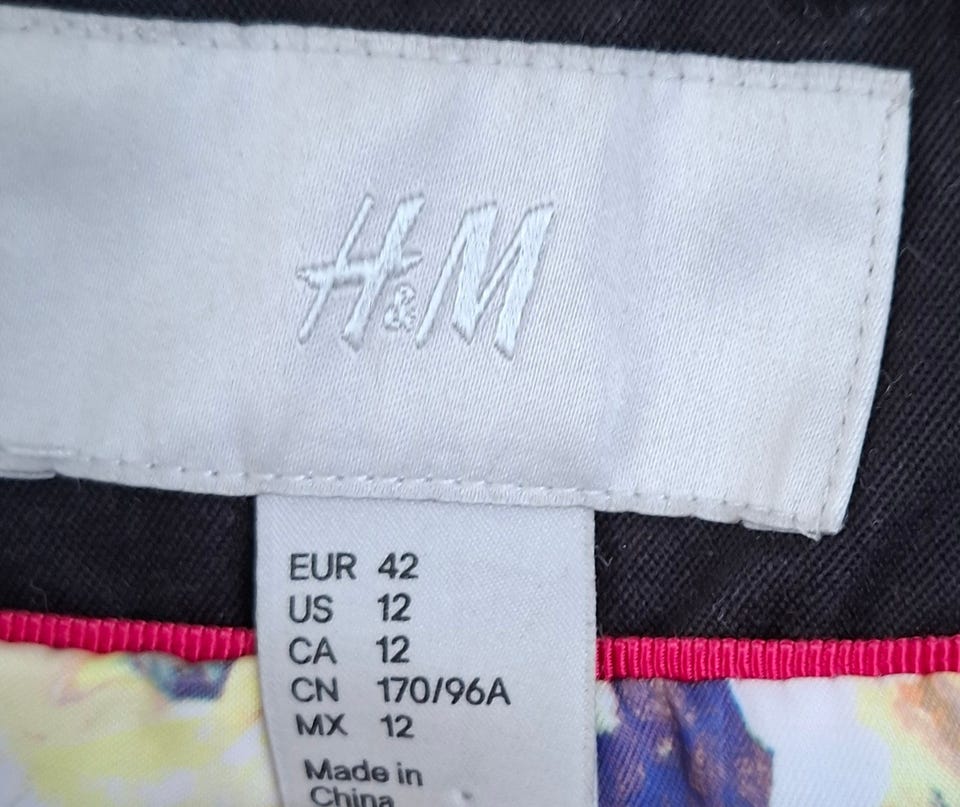 H&M
EUR 42
US 12
CA 12
CN 170/96A
MX 12
Made in
China